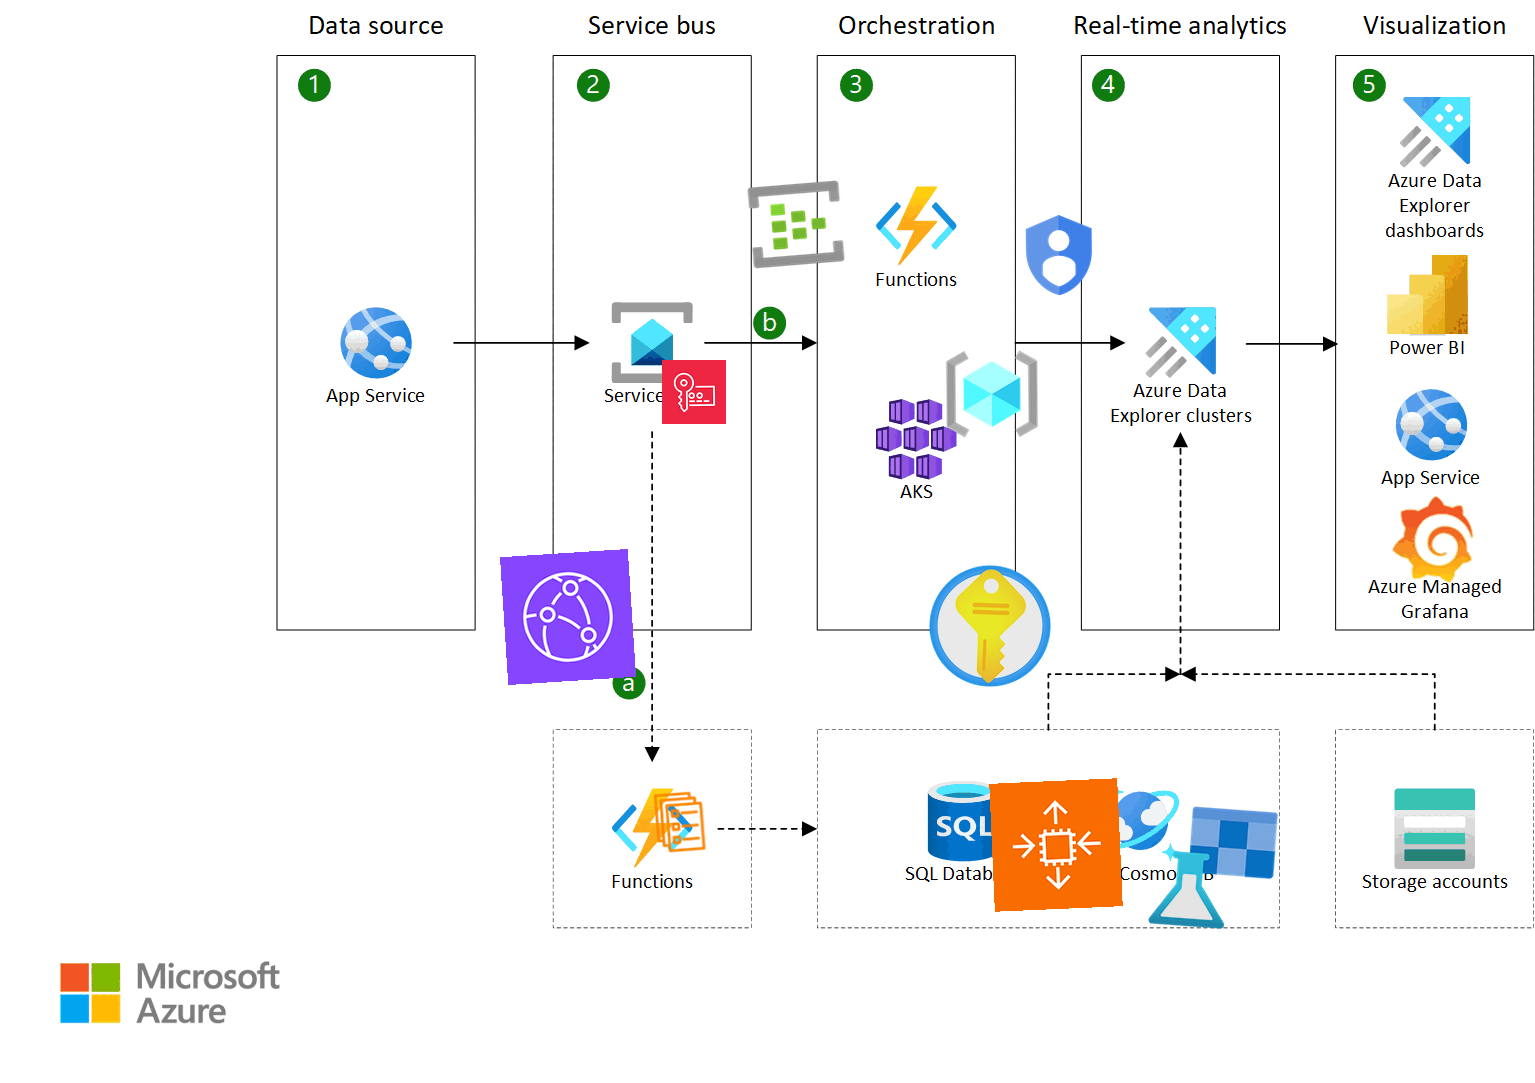 Data source
Service bus
Orchestration
Real-time analytics
Visualization
1
2
3
4
5
App Service
Service
b
a
Functions
AKS
Azure Data
Explorer clusters
Azure Data
Explorer
dashboards
Power BI
App Service
Azure Managed
Grafana
Functions
SQL
SQL
Storage accounts
Microsoft
Azure